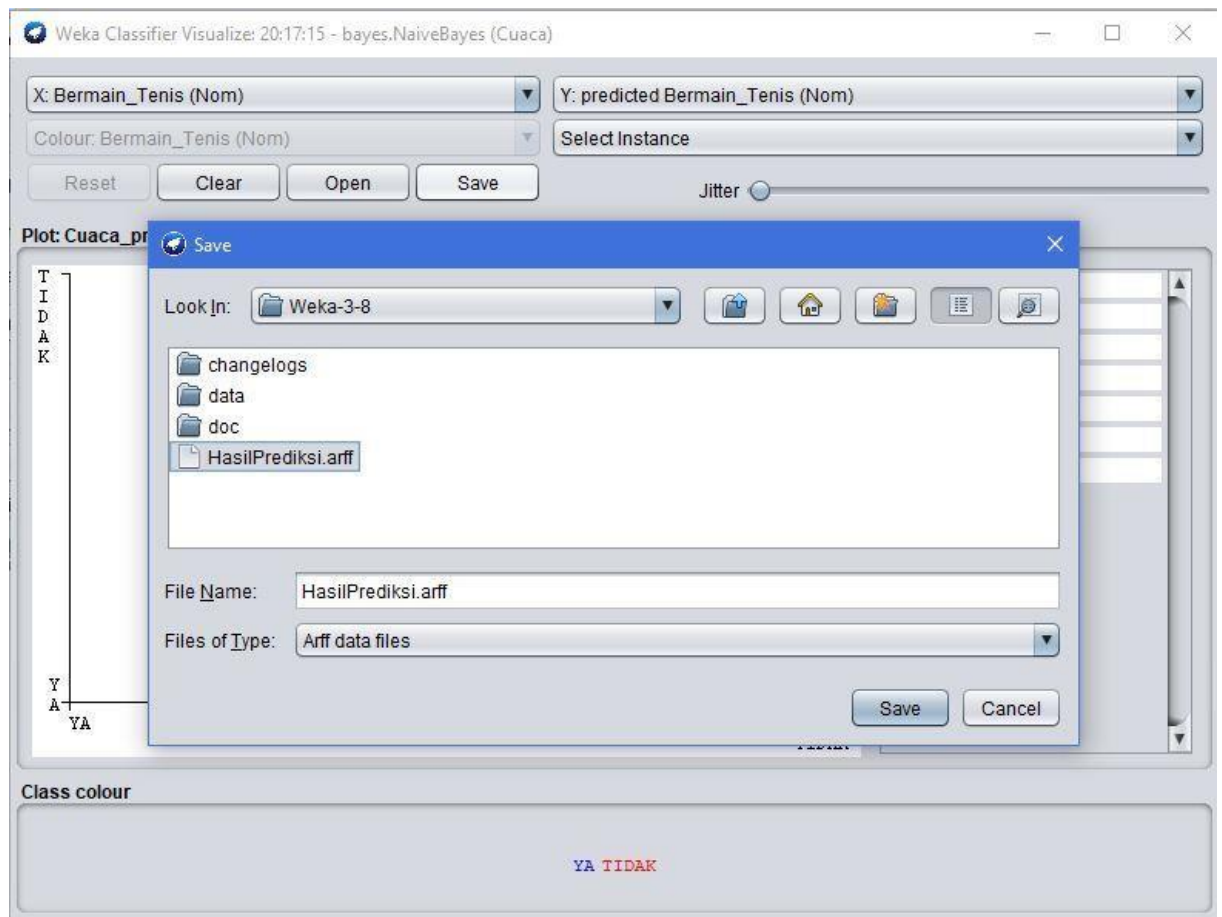 Weka Classifier Visualize: 20:17:15 - bayes.NaiveBayes (Cuaca)
X: Bermain_Tenis (Nom)
Y: predicted Bermain_Tenis (Nom)
Colour: Bermain_Tenis (Nom)
Select Instance
Reset
Clear
Open
Save
Jitter
Plot: Cuaca_pr
TIDAK
YA
YA
Save
Look In:
Weka-3-8
changelogs
data
doc
HasilPrediksi.arff
File Name:
HasilPrediksi.arff
Files of Type:
Arff data files
Save
Cancel
Class colour
YA TIDAK